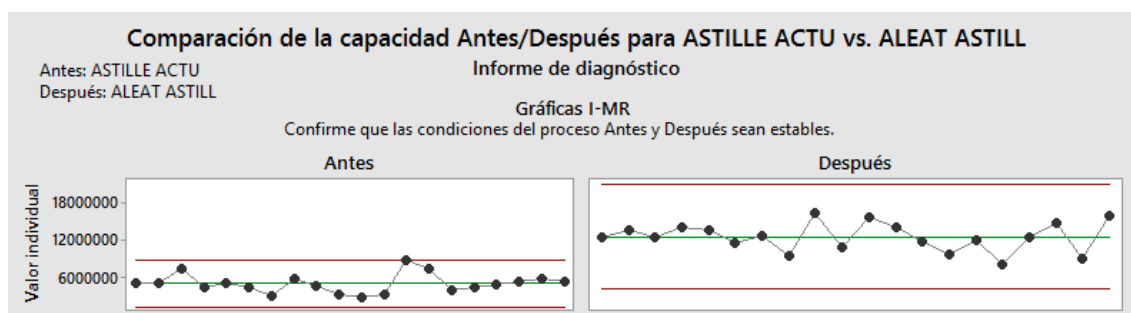 Comparación de la capacidad Antes/Después para ASTILLE ACTU vs. ALEAT ASTILL
Antes: ASTILLE ACTU
Después: ALEAT ASTILL
Informe de diagnóstico
Gráficas I-MR
Confirme que las condiciones del proceso Antes y Después sean estables.
Antes
Después
Valor individual
18000000
12000000
6000000